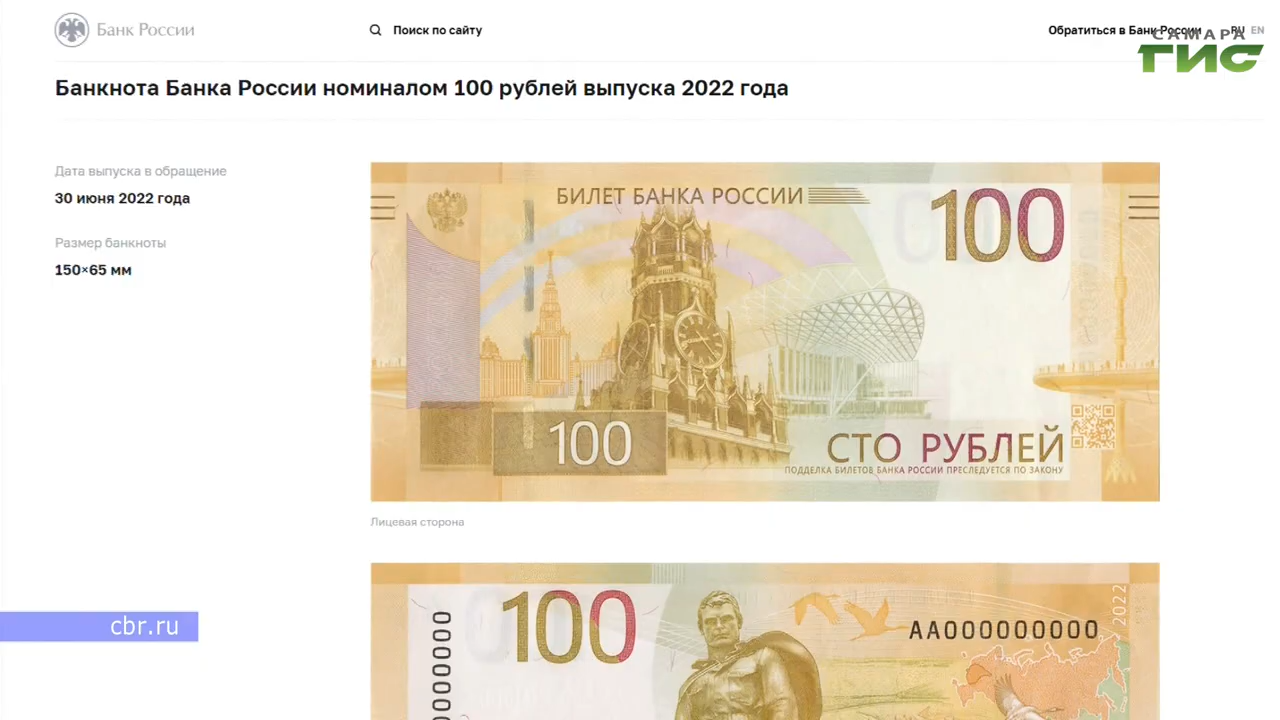 Банк России
Поиск по сайту
Обратиться в Банк России
RU EN
САМАРА
ГИС
Банкнота Банка России номиналом 100 рублей выпуска 2022 года
Дата выпуска в обращение
30 июня 2022 года
Размер банкноты
150×65 мм
БИЛЕТ БАНКА РОССИИ
100
100
СТО РУБЛЕЙ
ПОДДЕЛКА БИЛЕТОВ БАНКА РОССИИ ПРЕСЛЕДУЕТСЯ ПО ЗАКОНУ
Лицевая сторона
100
АА000000000
2022
cbr.ru